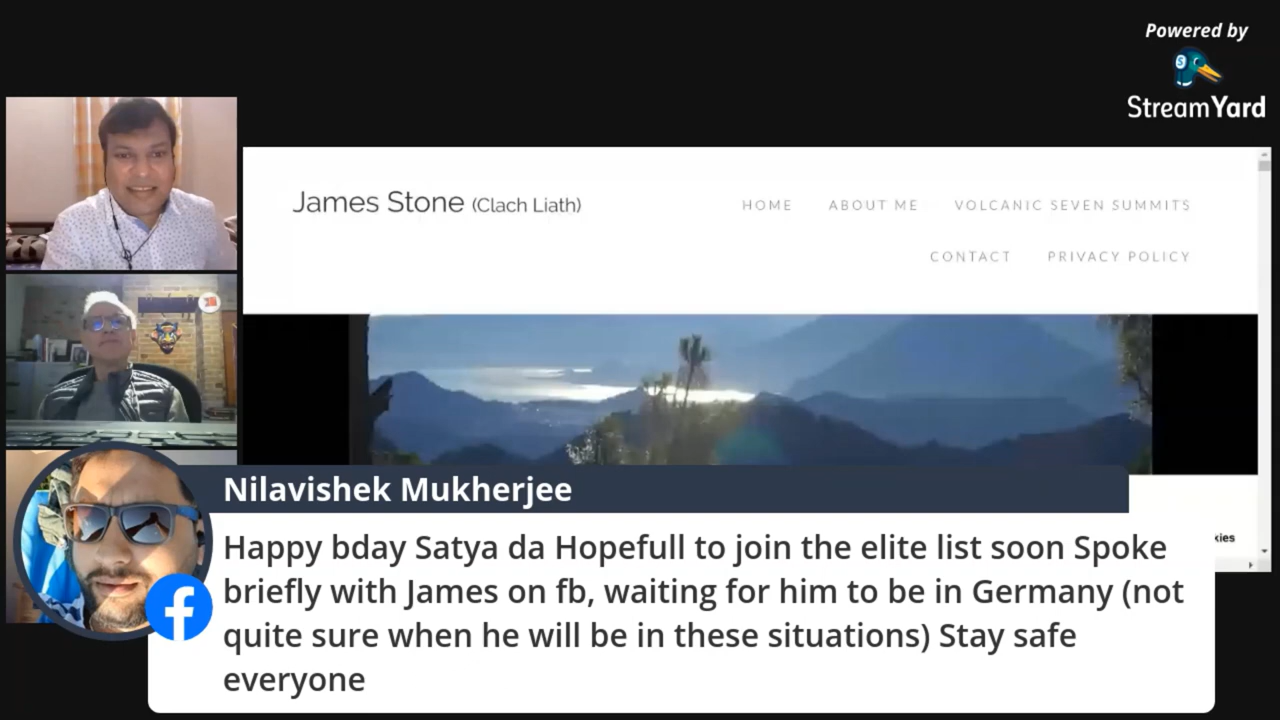 Powered by
StreamYard
James Stone (Clach Liath)
HOME ABOUT ME VOLCANIC SEVEN SUMMITS
CONTACT PRIVACY POLICY
Nilavishek Mukherjee
Happy bday Satya da Hopefull to join the elite list soon Spoke
briefly with James on fb, waiting for him to be in Germany (not
quite sure when he will be in these situations) Stay safe
everyone
kies